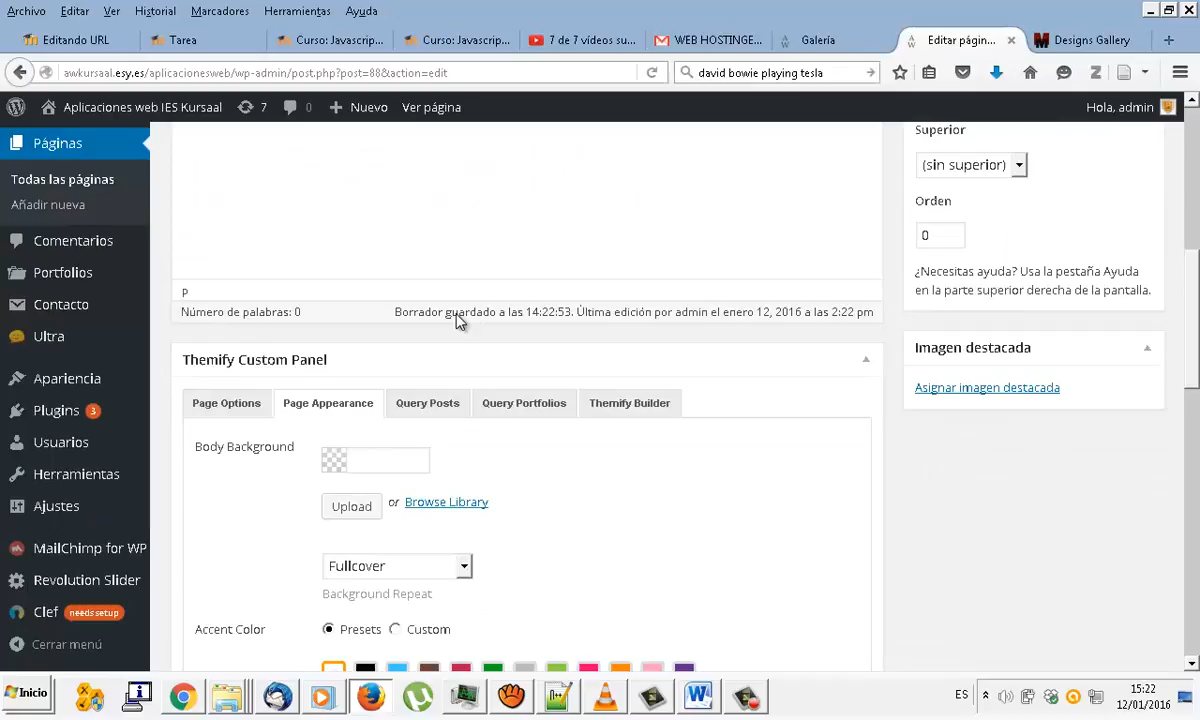 Archivo Editar Ver Historial Marcadores Herramientas Ayuda
Editando URL
Tarea
Curso: Javascrip...
Curso: Javascrip...
7 de 7 vídeos su...
WEB HOSTINGE...
Galería
Editar págin...
Designs Gallery
awkursaal.esy.es/aplicacionesweb/wp-admin/post.php?post=88&action=edit
david bowie playing tesla
Aplicaciones web IES Kursaal
7
0
Nuevo
Ver página
Hola, admin
Páginas
Todas las páginas
Añadir nueva
Comentarios
Portfolios
Contacto
Ultra
Apariencia
Plugins 3
Usuarios
Herramientas
Ajustes
MailChimp for WP
Revolution Slider
Clef needs setup
Cerrar menú
p
Número de palabras: 0
Borrador guardado a las 14:22:53. Última edición por admin el enero 12, 2016 a las 2:22 pm
Themify Custom Panel
Page Options
Page Appearance
Query Posts
Query Portfolios
Themify Builder
Body Background
Upload or Browse Library
Fullcover
Background Repeat
Accent Color
Presets
Custom
Superior
(sin superior)
Orden
0
¿Necesitas ayuda? Usa la pestaña Ayuda
en la parte superior derecha de la pantalla.
Imagen destacada
Asignar imagen destacada
Inicio
ES
15:22
12/01/2016